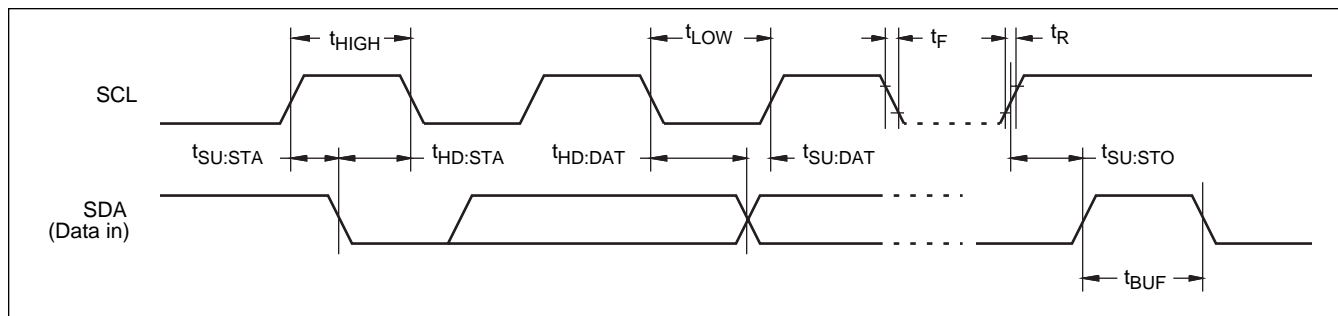 tHIGH
tLOW
tF
tR
SCL
tSU:STA
tHD:STA
tHD:DAT
tSU:DAT
tSU:STO
SDA
(Data in)
tBUF